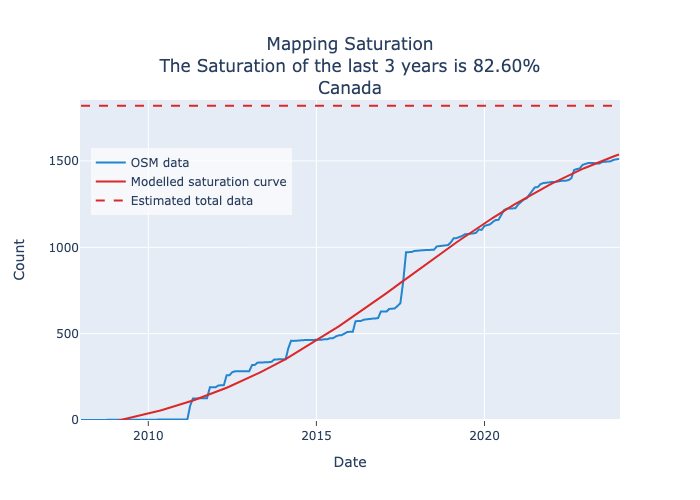 Mapping Saturation
The Saturation of the last 3 years is 82.60%
Canada
OSM data
Modelled saturation curve
Estimated total data
1500
1000
500
0
2010
2015
2020
Count
Date